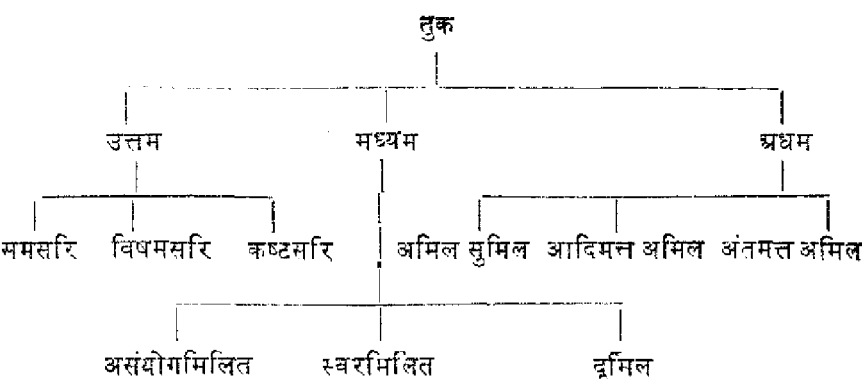 तुक
उत्तम मध्यम अधम
समसरि विषमसरि कष्टसरि अमिल सुमिल आदिमत्त अमिल अंतमत्त अमिल
असंयोगमिलित स्वरमिलित दुर्मिल